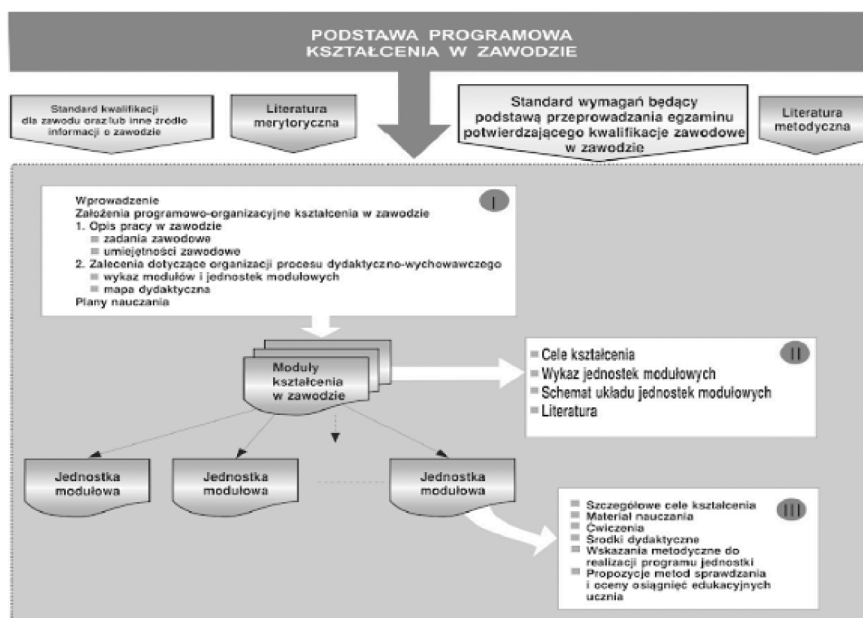 PODSTAWA PROGRAMOWA
KSZTAŁCENIA W ZAWODZIE
Standard kwalifikacji
dla zawodu oraz/lub inne źródło
informacji o zawodzie
Literatura
merytoryczna
Standard wymagań będący
podstawą przeprowadzania egzaminu
potwierdzającego kwalifikacje zawodowe
w zawodzie
Literatura
metodyczna
I
Wprowadzenie
Założenia programowo-organizacyjne kształcenia w zawodzie
1. Opis pracy w zawodzie
zadania zawodowe
umiejętności zawodowe
2. Zalecenia dotyczące organizacji procesu dydaktyczno-wychowawczego
wykaz modułów i jednostek modułowych
mapa dydaktyczna
Plany nauczania
Moduły
kształcenia
w zawodzie
II
Cele kształcenia
Wykaz jednostek modułowych
Schemat układu jednostek modułowych
Literatura
Jednostka
modułowa
Jednostka
modułowa
Jednostka
modułowa
III
Szczegółowe cele kształcenia
Materiał nauczania
Ćwiczenia
Środki dydaktyczne
Wskazania metodyczne do
realizacji programu jednostki
Propozycje metod sprawdzania
i oceny osiągnięć edukacyjnych
ucznia